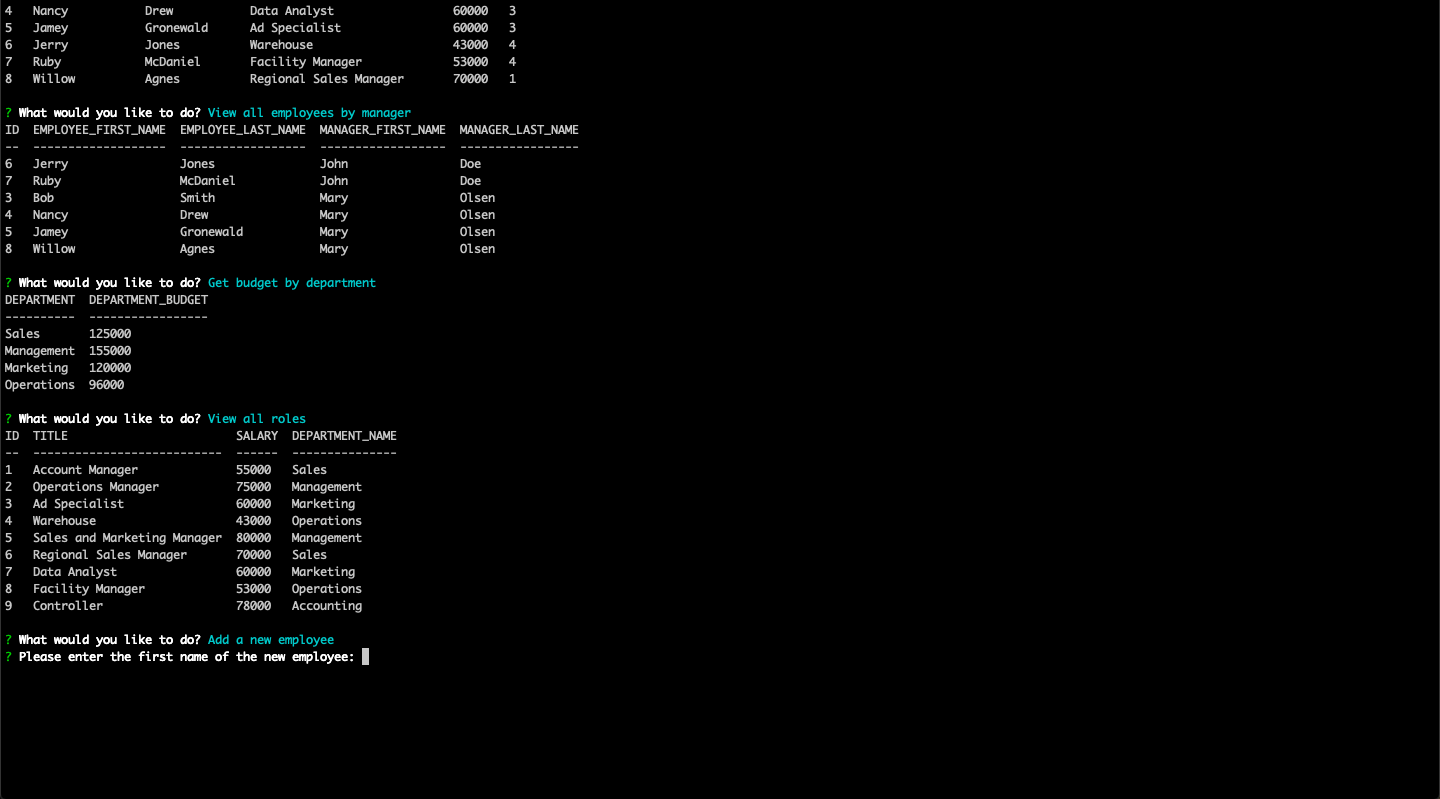 4   Nancy           Drew           Data Analyst                 60000   3
5   Jamey           Gronewald      Ad Specialist                60000   3
6   Jerry           Jones          Warehouse                    43000   4
7   Ruby            McDaniel       Facility Manager             53000   4
8   Willow          Agnes          Regional Sales Manager       70000   1
? What would you like to do? View all employees by manager
ID  EMPLOYEE_FIRST_NAME  EMPLOYEE_LAST_NAME  MANAGER_FIRST_NAME  MANAGER_LAST_NAME
--  -------------------  ------------------  ------------------  -----------------
6   Jerry                Jones               John                Doe
7   Ruby                 McDaniel            John                Doe
3   Bob                  Smith               Mary                Olsen
4   Nancy                Drew                Mary                Olsen
5   Jamey                Gronewald           Mary                Olsen
8   Willow               Agnes               Mary                Olsen
? What would you like to do? Get budget by department
DEPARTMENT  DEPARTMENT_BUDGET
----------  -----------------
Sales       125000
Management  155000
Marketing   120000
Operations  96000
? What would you like to do? View all roles
ID  TITLE                        SALARY  DEPARTMENT_NAME
--  ---------------------------  ------  ---------------
1   Account Manager              55000   Sales
2   Operations Manager           75000   Management
3   Ad Specialist                60000   Marketing
4   Warehouse                    43000   Operations
5   Sales and Marketing Manager  80000   Management
6   Regional Sales Manager       70000   Sales
7   Data Analyst                 60000   Marketing
8   Facility Manager             53000   Operations
9   Controller                   78000   Accounting
? What would you like to do? Add a new employee
? Please enter the first name of the new employee: